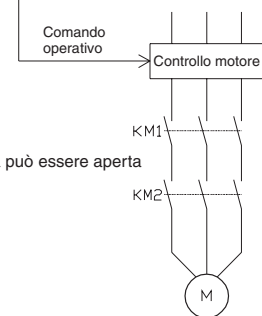 Comando
operativo
Controllo motore
KM1
può essere aperta
KM2
M